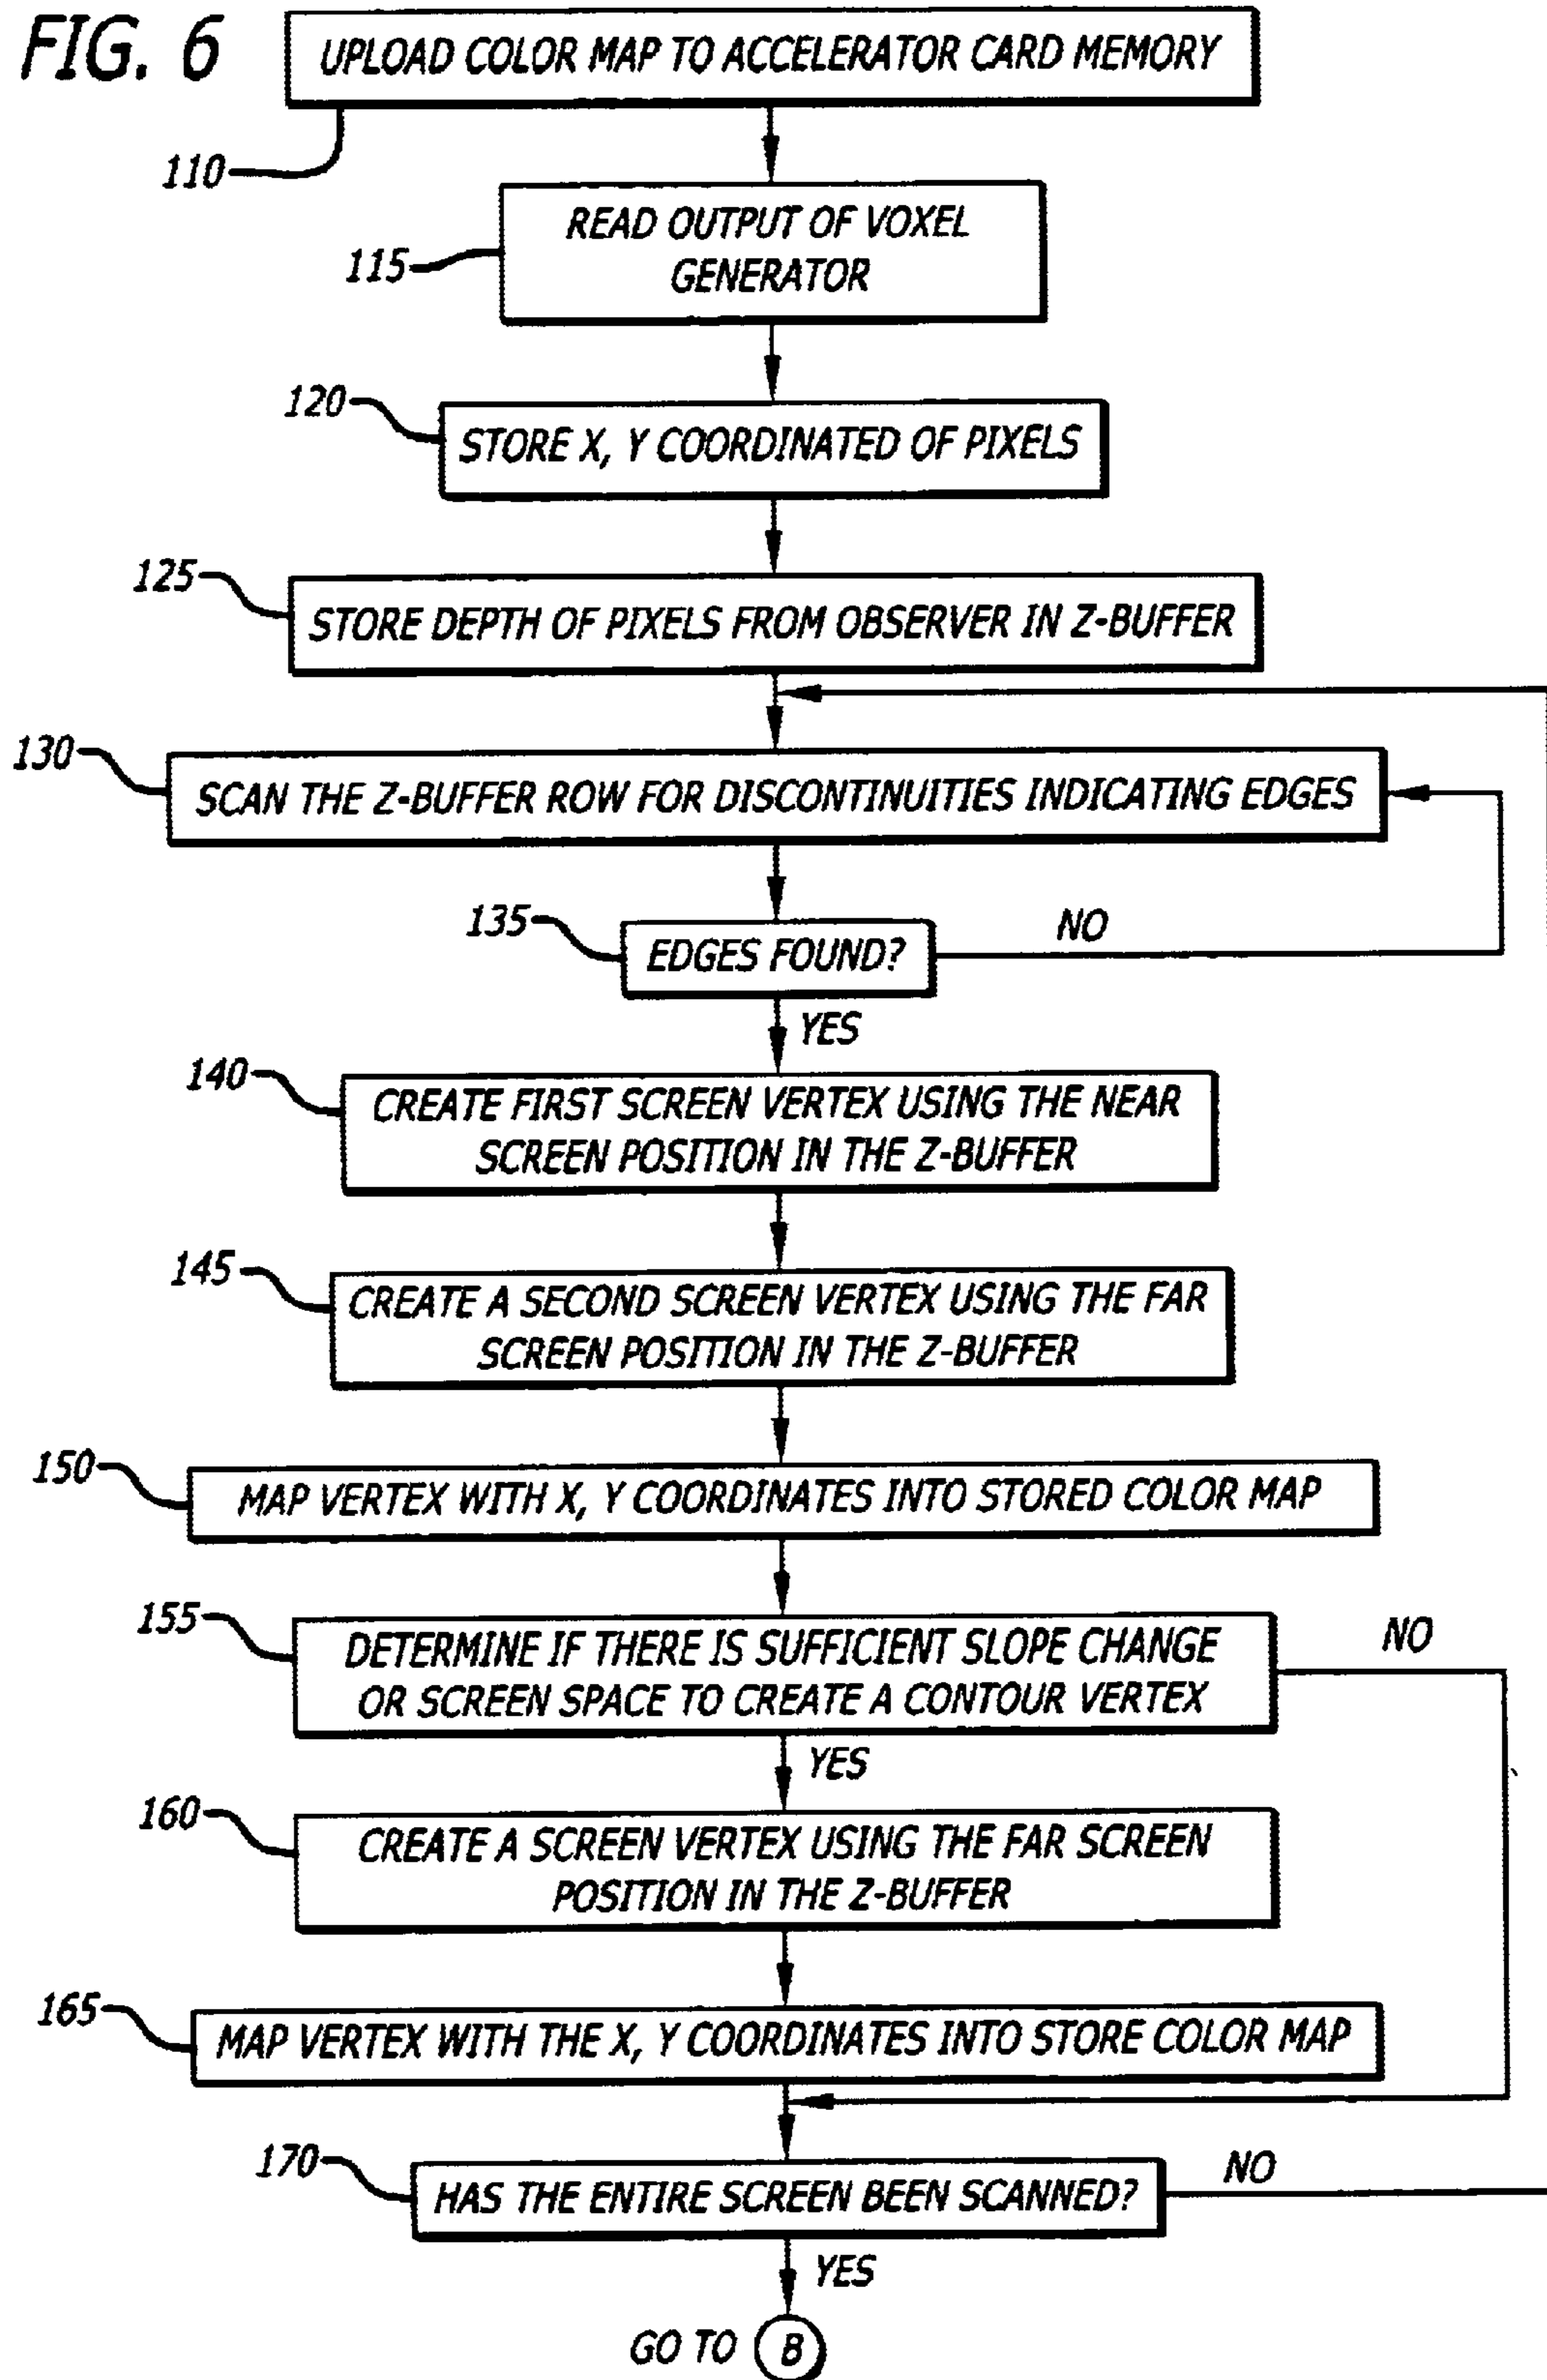 FIG. 6
UPLOAD COLOR MAP TO ACCELERATOR CARD MEMORY
110
READ OUTPUT OF VOXEL
GENERATOR
115
120
STORE X, Y COORDINATED OF PIXELS
125
STORE DEPTH OF PIXELS FROM OBSERVER IN Z-BUFFER
130
SCAN THE Z-BUFFER ROW FOR DISCONTINUITIES INDICATING EDGES
135
EDGES FOUND?
NO
YES
140
CREATE FIRST SCREEN VERTEX USING THE NEAR
SCREEN POSITION IN THE Z-BUFFER
145
CREATE A SECOND SCREEN VERTEX USING THE FAR
SCREEN POSITION IN THE Z-BUFFER
150
MAP VERTEX WITH X, Y COORDINATES INTO STORED COLOR MAP
155
DETERMINE IF THERE IS SUFFICIENT SLOPE CHANGE
OR SCREEN SPACE TO CREATE A CONTOUR VERTEX
NO
YES
160
CREATE A SCREEN VERTEX USING THE FAR SCREEN
POSITION IN THE Z-BUFFER
165
MAP VERTEX WITH THE X, Y COORDINATES INTO STORE COLOR MAP
170
HAS THE ENTIRE SCREEN BEEN SCANNED?
NO
YES
GO TO B